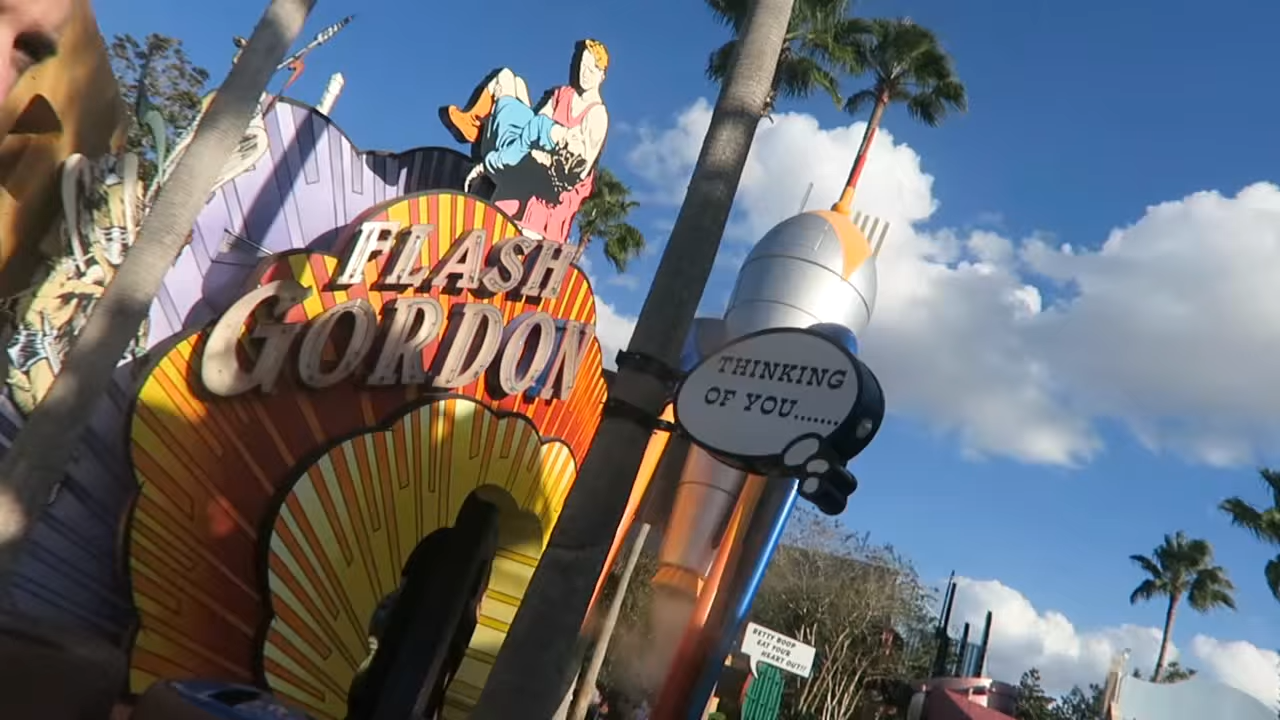 FLASH
GORDON
THINKING
OF YOU.......
BETTY BOOP
EAT YOUR
HEART OUT!!